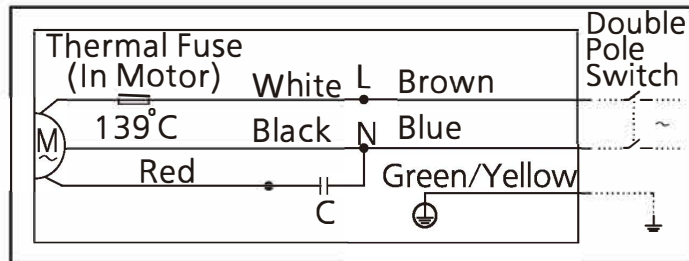 Double
Pole
Switch
Thermal Fuse
(In Motor)
139°C
White L Brown
Black N Blue
M
~
~
Red
Green/Yellow
C